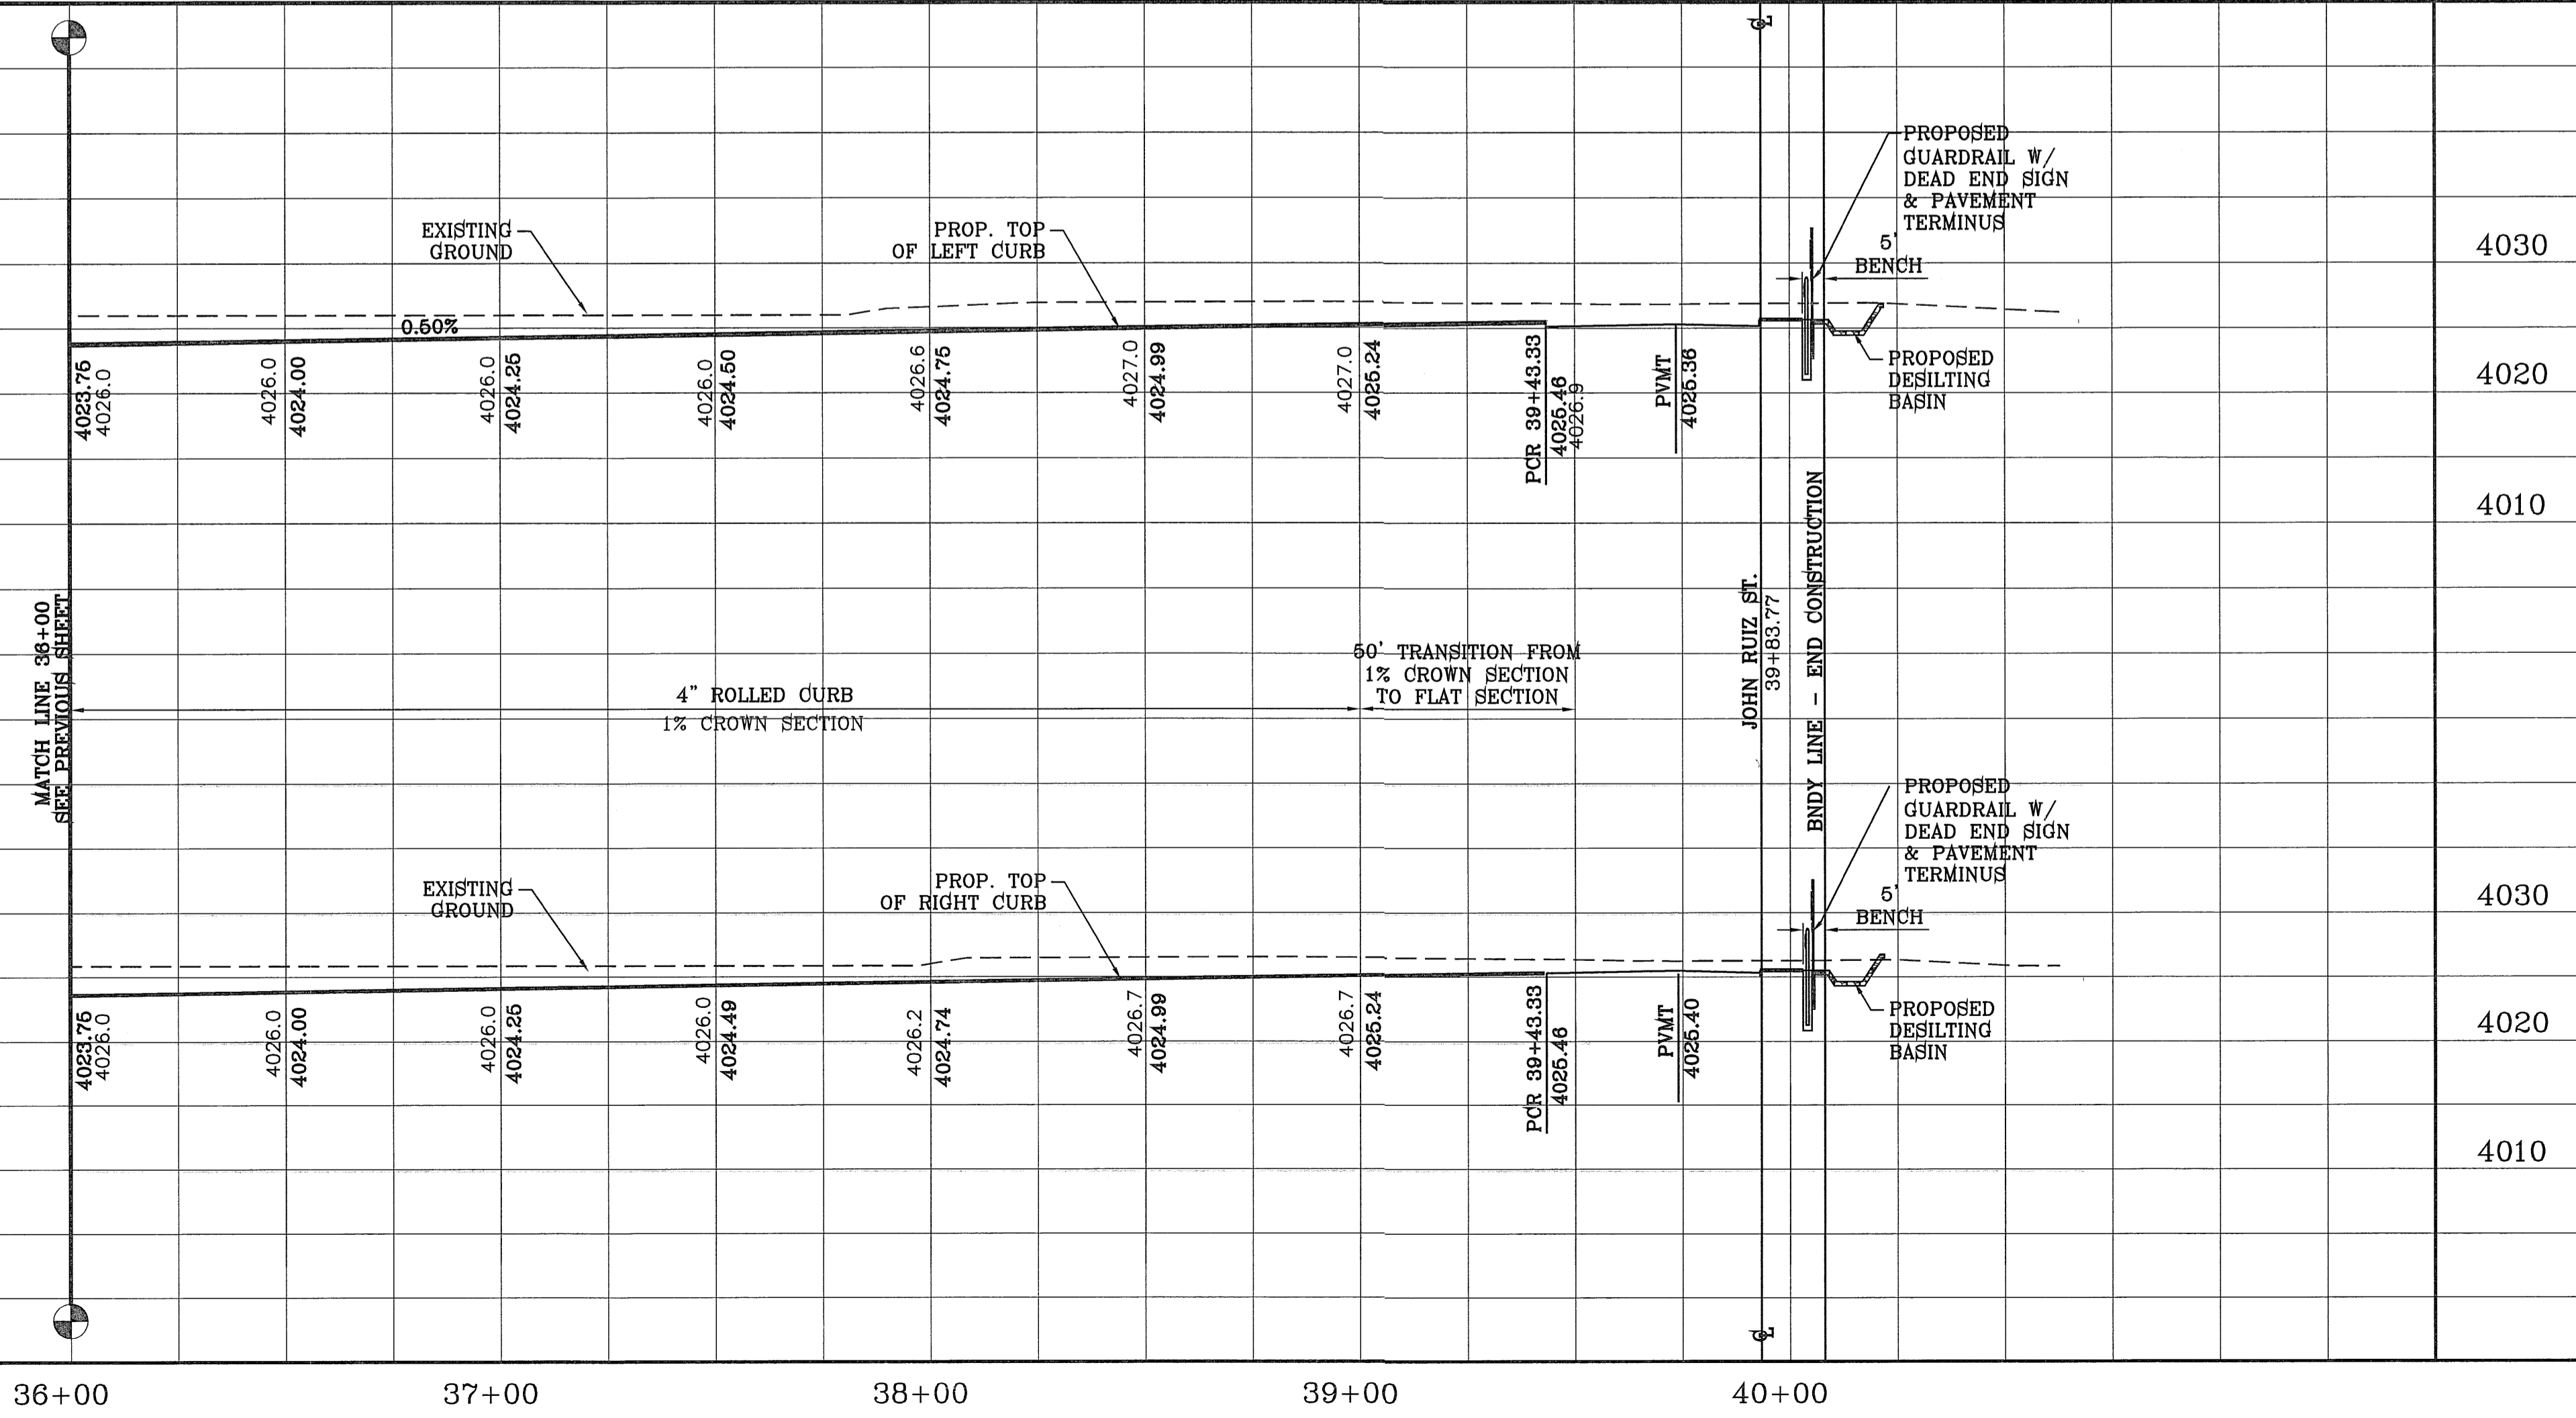 PROPOSED
GUARDRAIL W/
DEAD END SIGN
& PAVEMENT
TERMINUS
5'
BENCH
EXISTING
GROUND
PROP. TOP
OF LEFT CURB
4030
0.50%
4023.75
4026.0
4026.0
4024.00
4026.0
4024.25
4026.0
4024.50
4026.6
4024.75
4027.0
4024.99
4027.0
4025.24
PCR 39+43.33
4025.46
4026.9
PVMT
4025.36
PROPOSED
DESILTING
BASIN
4020
4010
MATCH LINE 36+00
SEE PREVIOUS SHEET
4" ROLLED CURB
1% CROWN SECTION
50' TRANSITION FROM
1% CROWN SECTION
TO FLAT SECTION
JOHN RUIZ ST.
39+83.77
BNDY LINE - END CONSTRUCTION
PROPOSED
GUARDRAIL W/
DEAD END SIGN
& PAVEMENT
TERMINUS
5'
BENCH
EXISTING
GROUND
PROP. TOP
OF RIGHT CURB
4030
4023.75
4026.0
4026.0
4024.00
4026.0
4024.25
4026.0
4024.49
4026.2
4024.74
4026.7
4024.99
4026.7
4025.24
PCR 39+43.33
4025.46
PVMT
4025.40
PROPOSED
DESILTING
BASIN
4020
4010
36+00
37+00
38+00
39+00
40+00